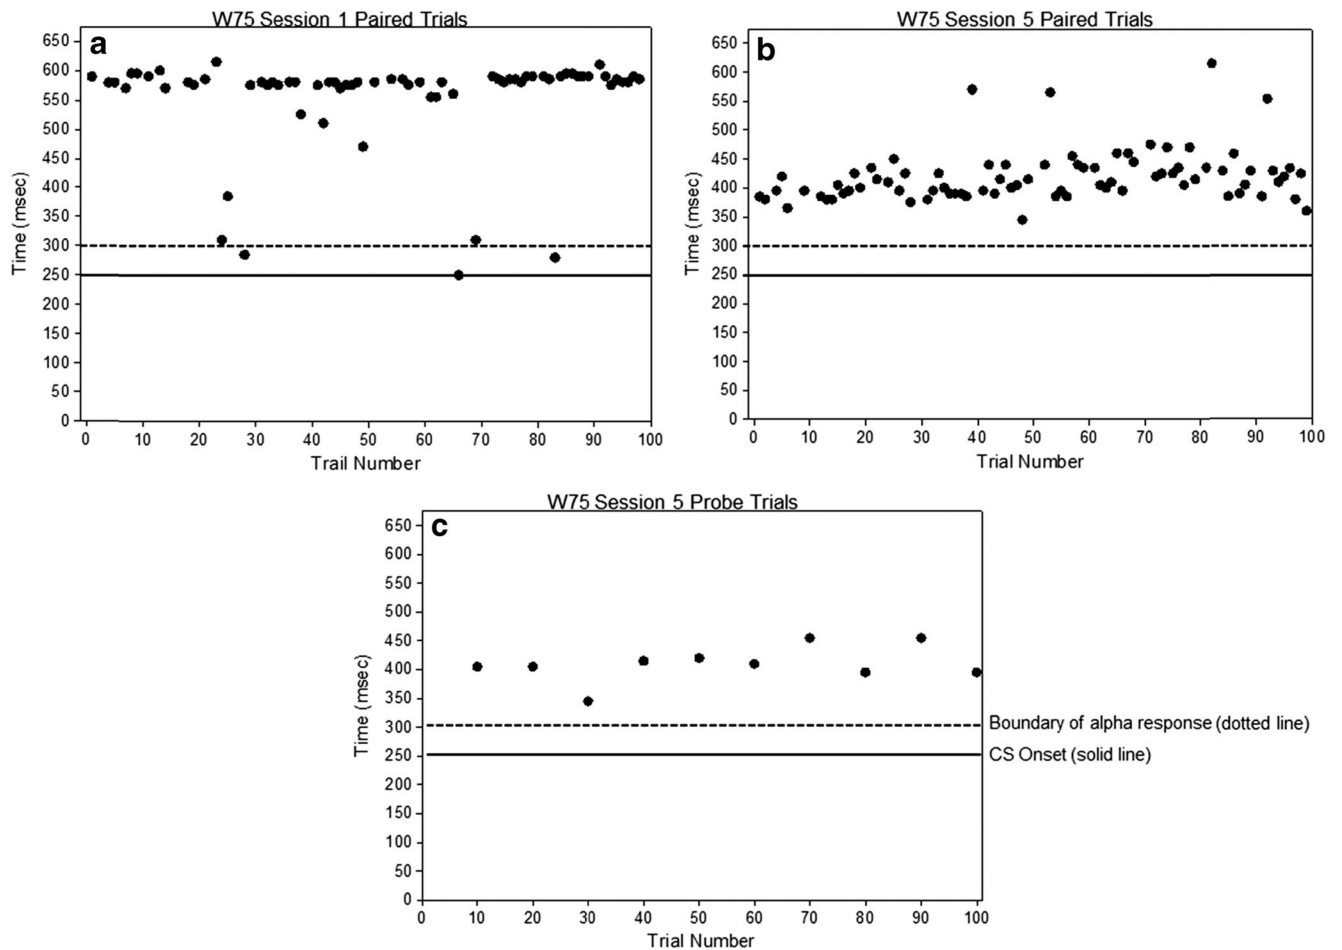 W75 Session 1 Paired Trials
a
650
600
550
500
450
400
350
300
250
200
150
100
50
0
Time (msec)
0 10 20 30 40 50 60 70 80 90 100
Trail Number
W75 Session 5 Paired Trials
b
650
600
550
500
450
400
350
300
250
200
150
100
50
0
Time (msec)
0 10 20 30 40 50 60 70 80 90 100
Trial Number
W75 Session 5 Probe Trials
c
650
600
550
500
450
400
350
300
250
200
150
100
50
0
Time (msec)
Boundary of alpha response (dotted line)
CS Onset (solid line)
0 10 20 30 40 50 60 70 80 90 100
Trial Number